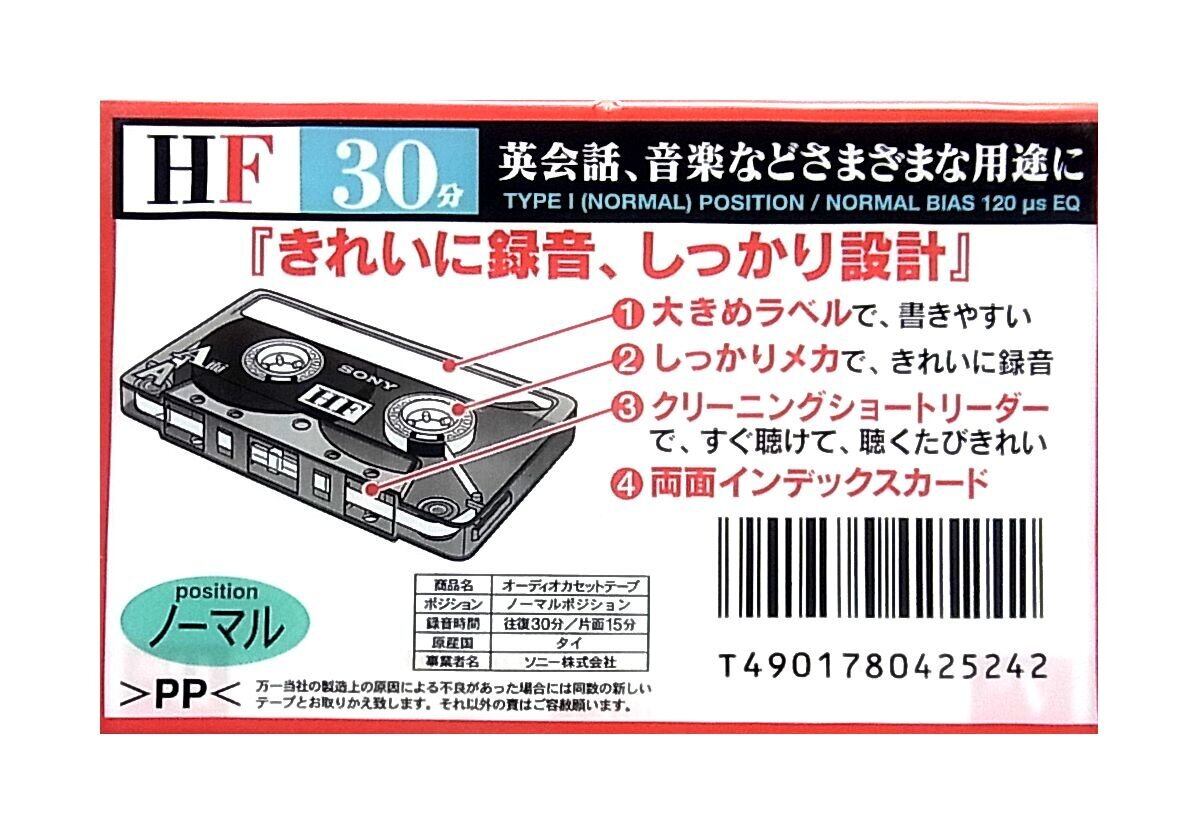 HF 30分
英会話、音楽などさまざまな用途に
TYPE I (NORMAL) POSITION / NORMAL BIAS 120 µs EQ
『きれいに録音、しっかり設計』
❶大きめラベルで、書きやすい
❷しっかりメカで、きれいに録音
❸クリーニングショートリーダー
で、すぐ聴けて、聴くたびきれい
❹両面インデックスカード
A
A
SONY
HF
position
ノーマル
>PP<
商品名 オーディオカセットテープ
ポジション ノーマルポジション
録音時間 往復30分／片面15分
原産国 タイ
事業者名 ソニー株式会社
万一当社の製造上の原因による不良があった場合には同数の新しい
テープとお取りかえ致します。それ以外の責はご容赦願います。
T4901780425242